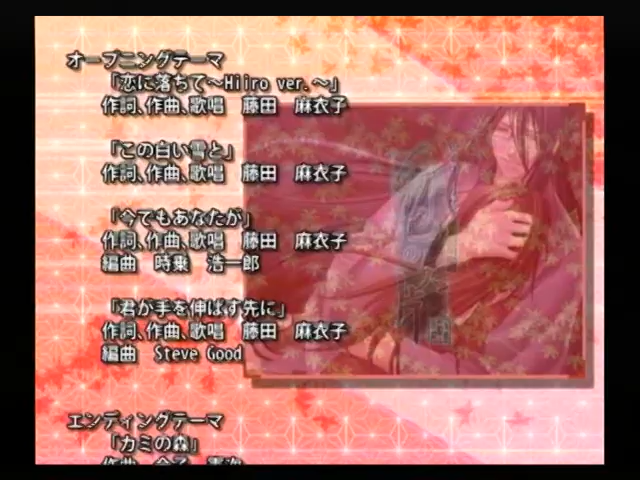 オープニングテーマ
「恋に落ちて～Hiiro ver.～」
作詞、作曲、歌唱　藤田　麻衣子
「この白い雪と」
作詞、作曲、歌唱　藤田　麻衣子
「今でもあなたが」
作詞、作曲、歌唱　藤田　麻衣子
編曲　時乗　浩一郎
「君が手を伸ばす先に」
作詞、作曲、歌唱　藤田　麻衣子
編曲　Steve Good
エンディングテーマ
「カミの森」